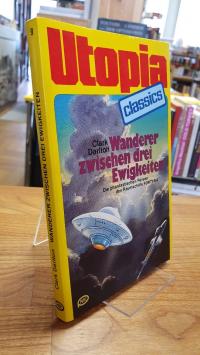 Utopia
classics
Clark
Darlton
Wanderer
zwischen drei
Ewigkeiten
WANDERER ZWISCHEN DREI EWIGKEITEN
Clark Darlton